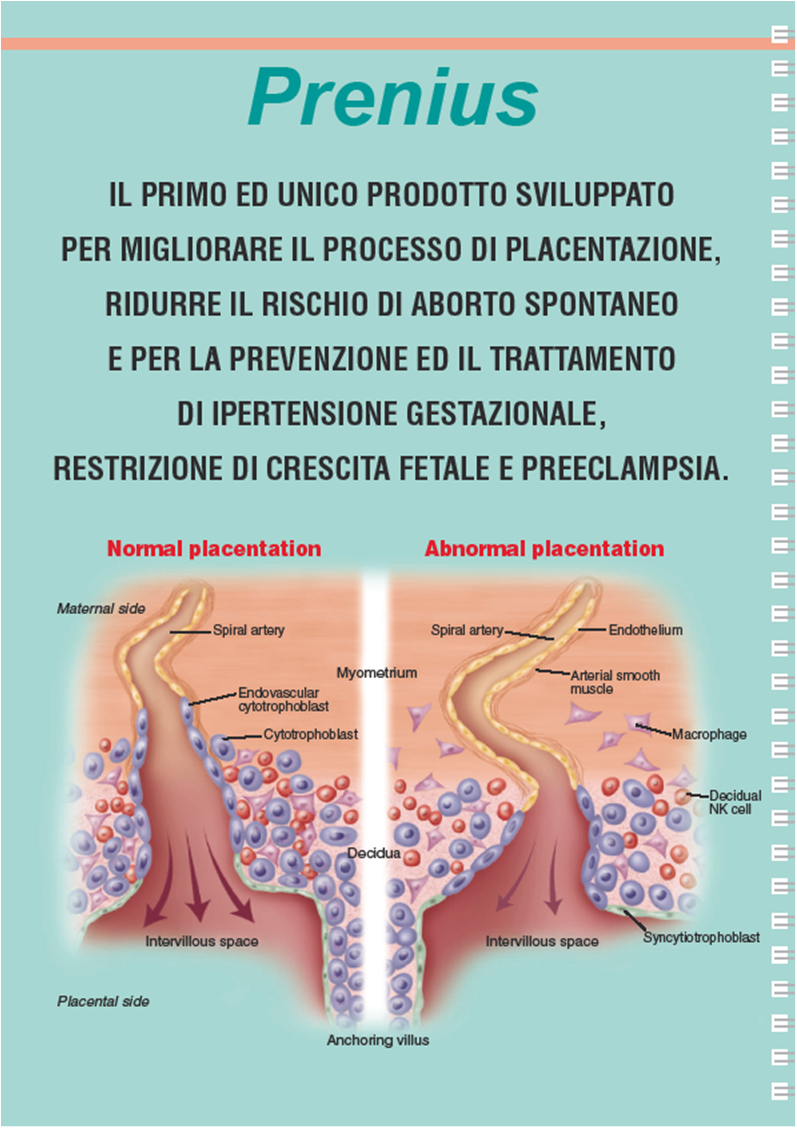 Prenius
IL PRIMO ED UNICO PRODOTTO SVILUPPATO
PER MIGLIORARE IL PROCESSO DI PLACENTAZIONE,
RIDURRE IL RISCHIO DI ABORTO SPONTANEO
E PER LA PREVENZIONE ED IL TRATTAMENTO
DI IPERTENSIONE GESTAZIONALE,
RESTRIZIONE DI CRESCITA FETALE E PREECLAMPSIA.
Normal placentation
Maternal side
Spiral artery
Myometrium
Endovascular
cytotrophoblast
Cytotrophoblast
Decidua
Intervillous space
Placental side
Anchoring villus
Abnormal placentation
Spiral artery
Endothelium
Arterial smooth
muscle
Macrophage
Decidual
NK cell
Intervillous space
Syncytiotrophoblast